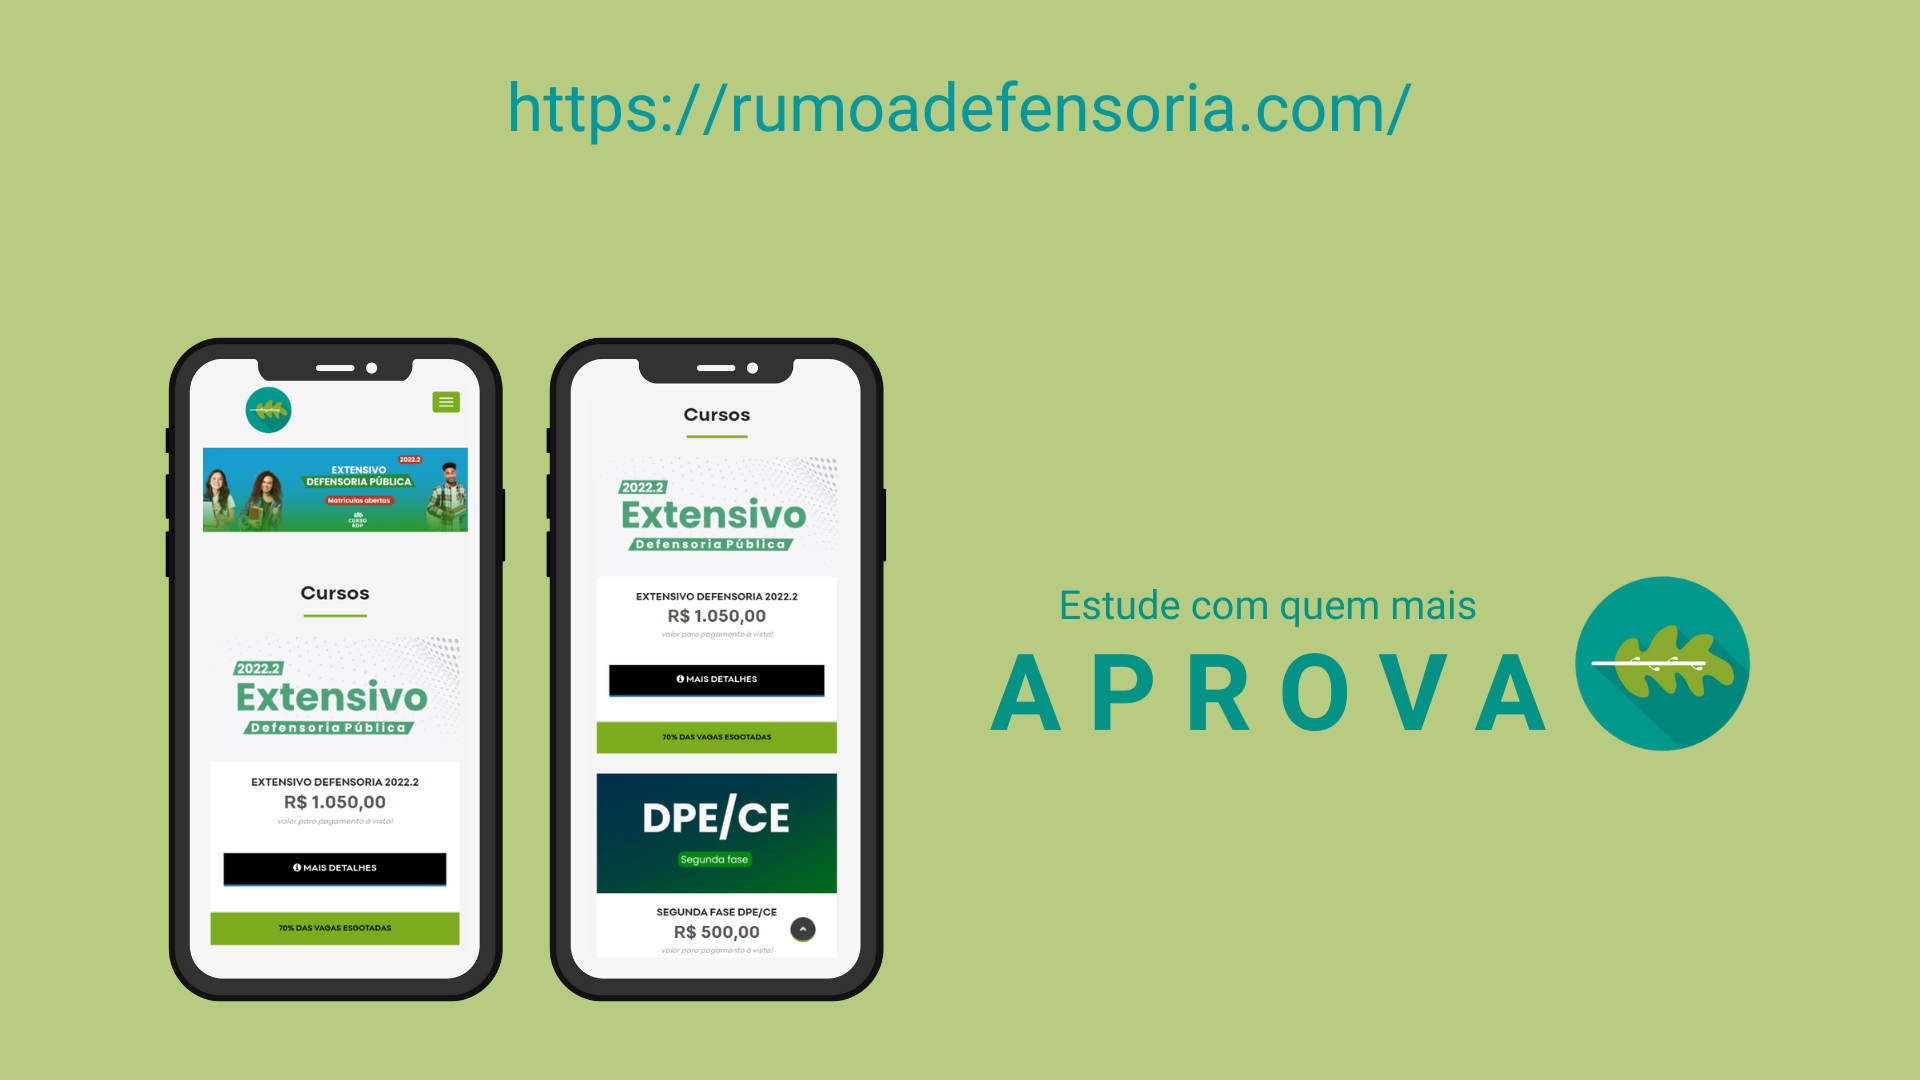 https://rumoadefensoria.com/
2022.2
EXTENSIVO
DEFENSORIA PÚBLICA
Matrículas abertas
CURSO
RDP
Cursos
2022.2
Extensivo
Defensoria Pública
EXTENSIVO DEFENSORIA 2022.2
R$ 1.050,00
valor para pagamento à vista!
MAIS DETALHES
70% DAS VAGAS ESGOTADAS
Cursos
2022.2
Extensivo
Defensoria Pública
EXTENSIVO DEFENSORIA 2022.2
R$ 1.050,00
valor para pagamento à vista!
MAIS DETALHES
70% DAS VAGAS ESGOTADAS
DPE/CE
Segunda fase
SEGUNDA FASE DPE/CE
R$ 500,00
valor para pagamento à vista!
Estude com quem mais
APROVA